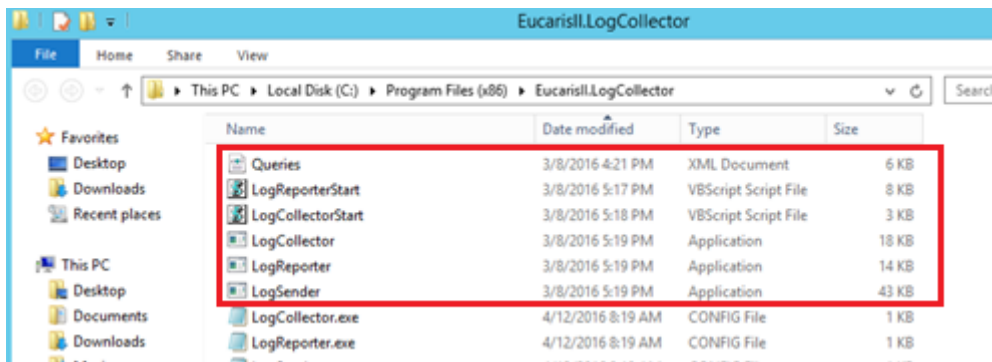 EucarisII.LogCollector
File Home Share View
This PC Local Disk (C:) Program Files (x86) EucarisII.LogCollector Search
Name Date modified Type Size
Favorites
Desktop
Downloads
Recent places
This PC
Desktop
Documents
Downloads
Queries 3/8/2016 4:21 PM XML Document 6 KB
LogReporterStart 3/8/2016 5:17 PM VBScript Script File 8 KB
LogCollectorStart 3/8/2016 5:18 PM VBScript Script File 3 KB
LogCollector 3/8/2016 5:19 PM Application 18 KB
LogReporter 3/8/2016 5:19 PM Application 14 KB
LogSender 3/8/2016 5:19 PM Application 43 KB
LogCollector.exe 4/12/2016 8:19 AM CONFIG File 1 KB
LogReporter.exe 4/12/2016 8:19 AM CONFIG File 1 KB